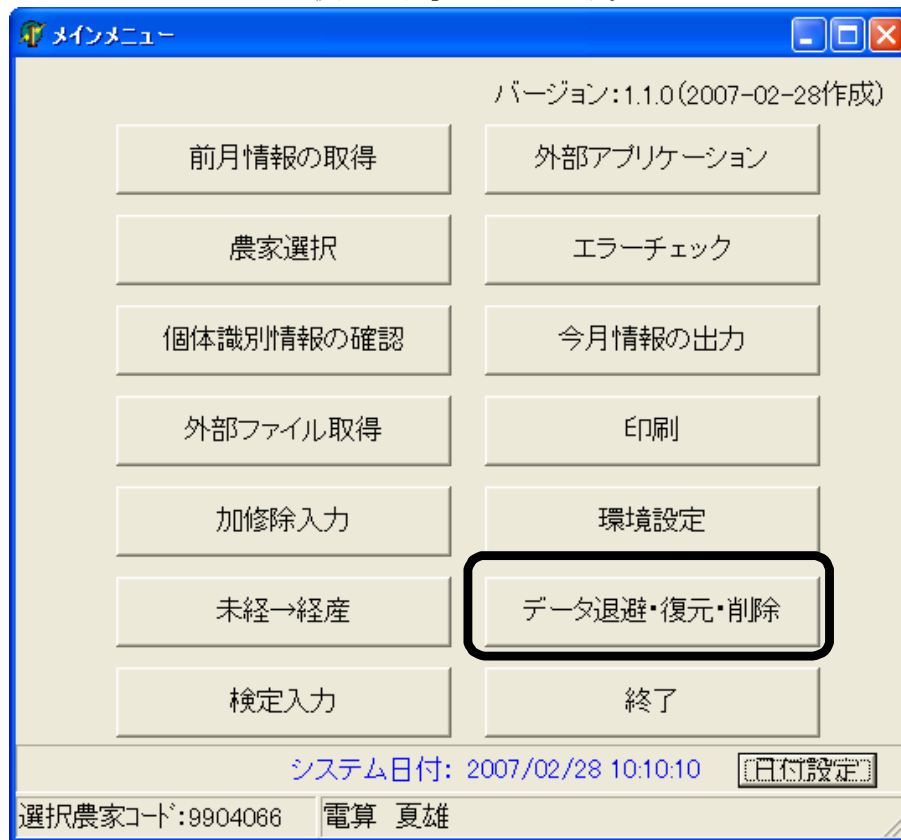 メインメニュー
バージョン:1.1.0(2007-02-28作成)
前月情報の取得
外部アプリケーション
農家選択
エラーチェック
個体識別情報の確認
今月情報の出力
外部ファイル取得
印刷
加修除入力
環境設定
未経→経産
データ退避・復元・削除
検定入力
終了
システム日付: 2007/02/28 10:10:10 日付設定
選択農家コード:9904066 電算 夏雄